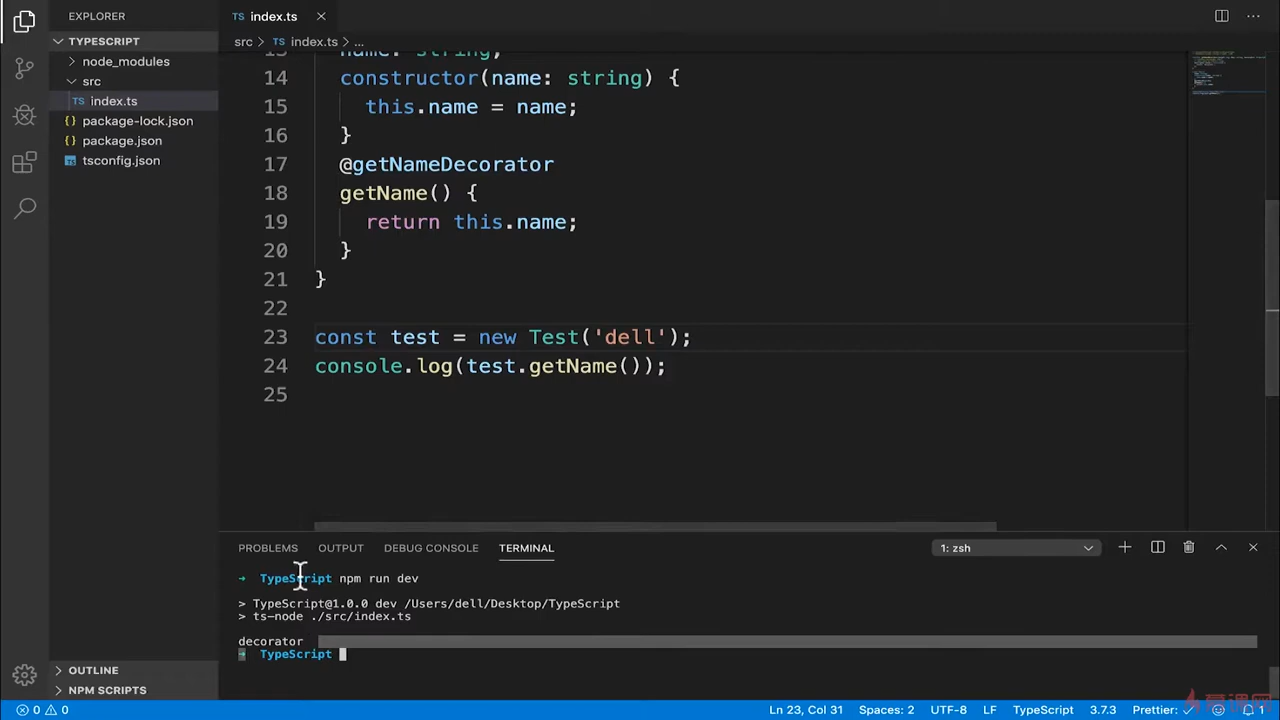 EXPLORER
TS index.ts
TYPESCRIPT
src > TS index.ts > ...
node_modules
src
TS index.ts
{} package-lock.json
{} package.json
tsconfig.json
14 constructor(name: string) {
15 this.name = name;
16 }
17 @getNameDecorator
18 getName() {
19 return this.name;
20 }
21 }
22
23 const test = new Test('dell');
24 console.log(test.getName());
25
PROBLEMS OUTPUT DEBUG CONSOLE TERMINAL 1: zsh
→ TypeScript npm run dev
> TypeScript@1.0.0 dev /Users/dell/Desktop/TypeScript
> ts-node ./src/index.ts
decorator
→ TypeScript
OUTLINE
NPM SCRIPTS
0 0 Ln 23, Col 31 Spaces: 2 UTF-8 LF TypeScript 3.7.3 Prettier: ✓ 1
慕课网